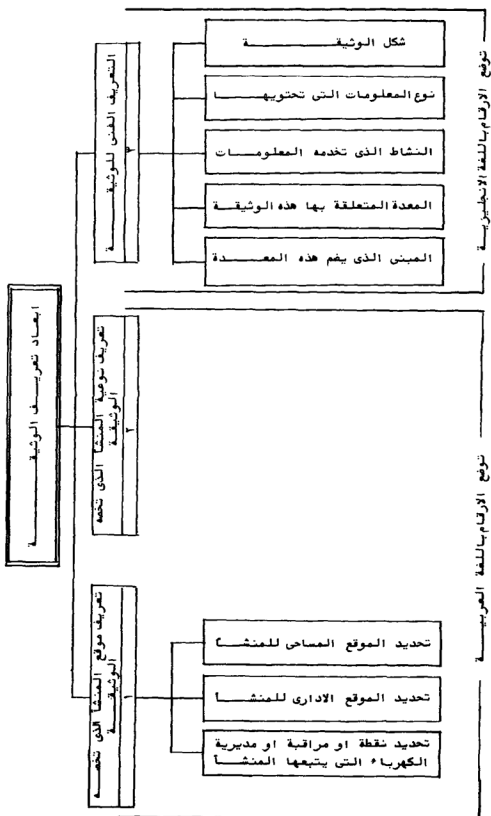 ابعاد تعريف الوثيقة
تعريف موقع المنشأ الذى تخصه
الوثيقة
١
تحديد الموقع المساحى للمنشأ
تحديد الموقع الادارى للمنشأ
تحديد نقطة او مراقبة او مديرية
الكهرباء التى يتبعها المنشأ
تعريف نوعية المنشأ الذى تخصه
الوثيقة
٢
التعريف الفنى للوثيقة
٣
شكل الوثيقة
نوع المعلومات التى تحتويها
النشاط الذى تخدمه المعلومات
المعدة المتعلقة بها هذه الوثيقة
المبنى الذى يضم هذه المعدة
توضع الارقام باللغة العربية
توضع الارقام باللغة الانجليزية